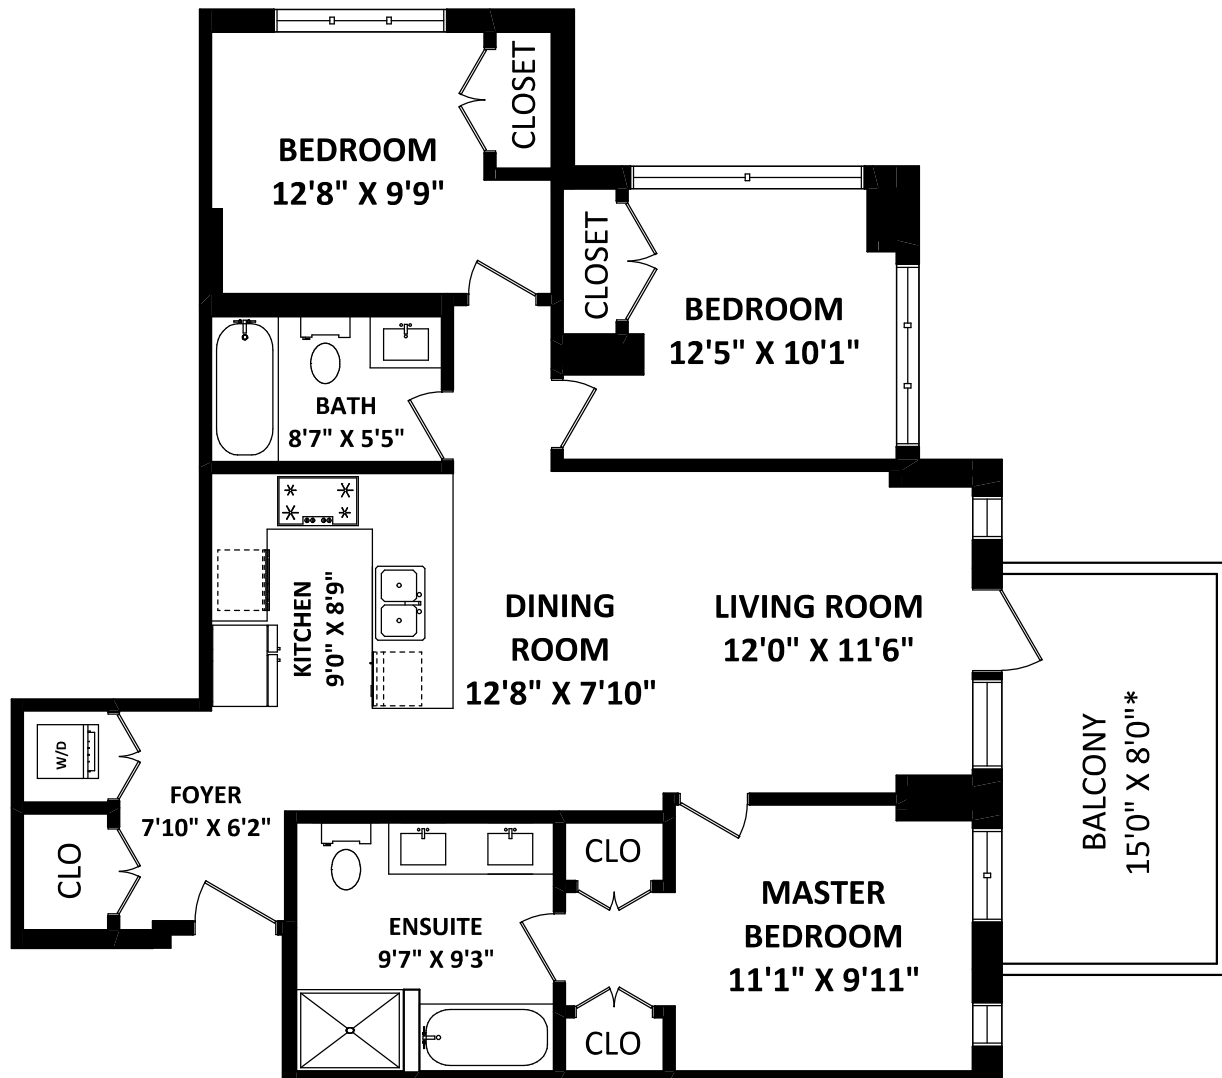 CLOSET
BEDROOM
12'8" X 9'9"
CLOSET
BEDROOM
12'5" X 10'1"
BATH
8'7" X 5'5"
KITCHEN
9'0" X 8'9"
DINING
ROOM
12'8" X 7'10"
LIVING ROOM
12'0" X 11'6"
BALCONY
15'0" X 8'0"*
W/D
FOYER
7'10" X 6'2"
CLO
CLO
MASTER
BEDROOM
11'1" X 9'11"
ENSUITE
9'7" X 9'3"
CLO